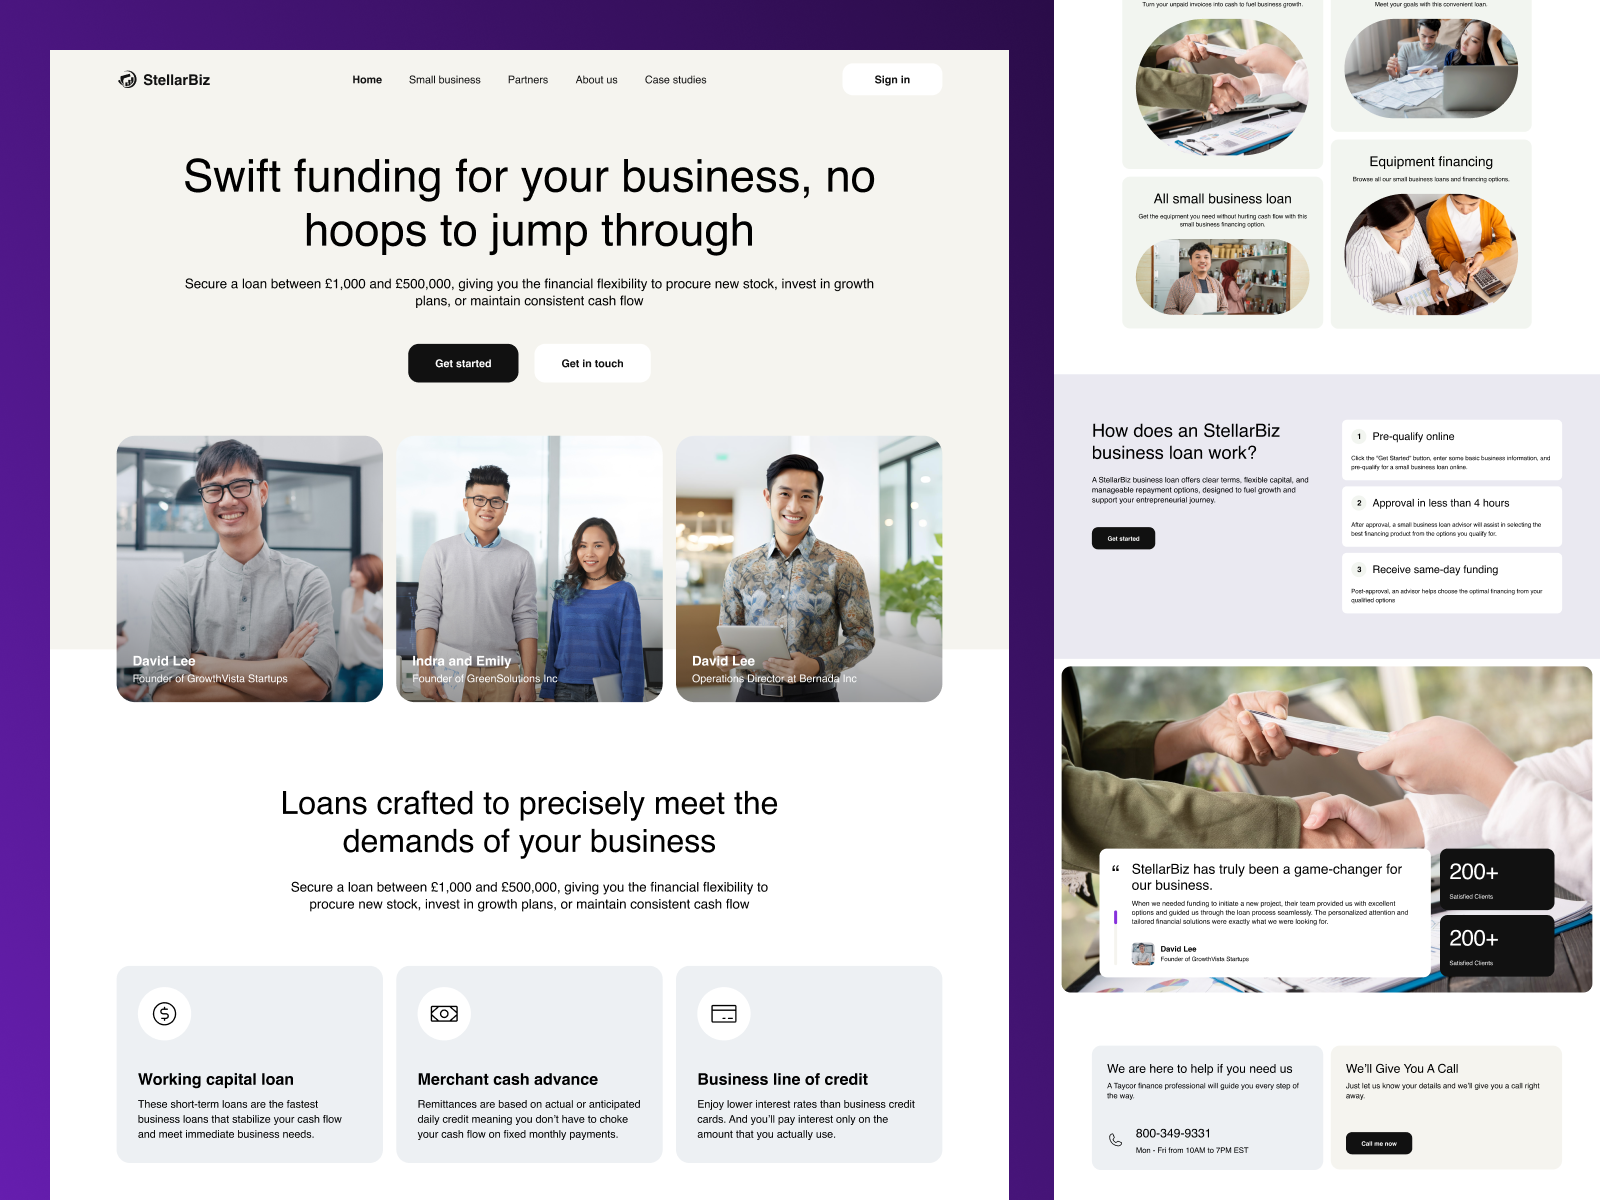 StellarBiz
Home
Small business
Partners
About us
Case studies
Sign in
Swift funding for your business, no
hoops to jump through
Secure a loan between £1,000 and £500,000, giving you the financial flexibility to procure new stock, invest in growth
plans, or maintain consistent cash flow
Get started
Get in touch
David Lee
Founder of GrowthVista Startups
Indra and Emily
Founder of GreenSolutions Inc
David Lee
Operations Director at Bernada Inc
Loans crafted to precisely meet the
demands of your business
Secure a loan between £1,000 and £500,000, giving you the financial flexibility to
procure new stock, invest in growth plans, or maintain consistent cash flow
Working capital loan
These short-term loans are the fastest
business loans that stabilize your cash flow
and meet immediate business needs.
Merchant cash advance
Remittances are based on actual or anticipated
daily credit meaning you don't have to choke
your cash flow on fixed monthly payments.
Business line of credit
Enjoy lower interest rates than business credit
cards. And you'll pay interest only on the
amount that you actually use.
Turn your unpaid invoices into cash to fuel business growth.
Meet your goals with this convenient loan.
All small business loan
Get the equipment you need without hurting cash flow with this
small business financing option.
Equipment financing
Browse all our small business loans and financing options.
How does an StellarBiz
business loan work?
A StellarBiz business loan offers clear terms, flexible capital, and
manageable repayment options, designed to fuel growth and
support your entrepreneurial journey.
Get started
1 Pre-qualify online
Click the "Get Started" button, enter some basic business information, and
pre-qualify for a small business loan online.
2 Approval in less than 4 hours
After approval, a small business loan advisor will assist in selecting the
best financing product from the options you qualify for.
3 Receive same-day funding
Post-approval, an advisor helps choose the optimal financing from your
qualified options
“ StellarBiz has truly been a game-changer for
our business.
When we needed funding to initiate a new project, their team provided us with excellent
options and guided us through the loan process seamlessly. The personalized attention and
tailored financial solutions were exactly what we were looking for.
David Lee
Founder of GrowthVista Startups
200+
Satisfied Clients
200+
Satisfied Clients
We are here to help if you need us
A Taycor finance professional will guide you every step of
the way.
800-349-9331
Mon - Fri from 10AM to 7PM EST
We'll Give You A Call
Just let us know your details and we'll give you a call right
away.
Call me now